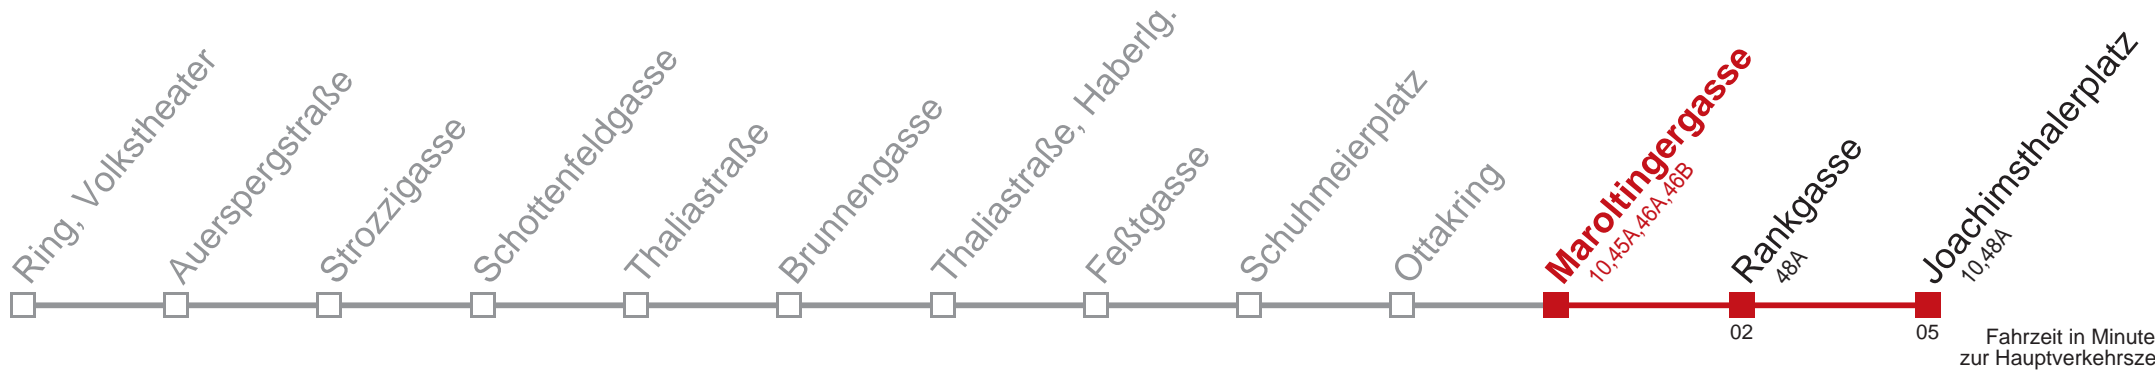 Ring, Volkstheater
Auerspergstraße
Strozzigasse
Schottenfeldgasse
Thaliastraße
Brunnengasse
Thaliastraße, Haberlg.
Feßtgasse
Schuhmeierplatz
Ottakring
Maroltingergasse
10,45A,46A,46B
Rankgasse
48A
Joachimsthalerplatz
10,48A
02
05
Fahrzeit in Minute
zur Hauptverkehrsze